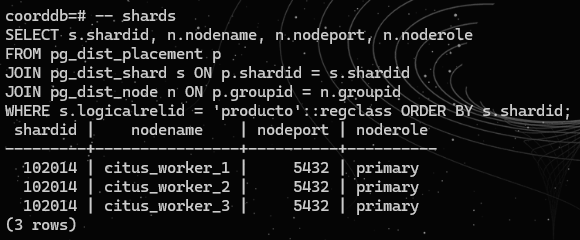 coorddb=# -- shards
SELECT s.shardid, n.nodename, n.nodeport, n.noderole
FROM pg_dist_placement p
JOIN pg_dist_shard s ON p.shardid = s.shardid
JOIN pg_dist_node n ON p.groupid = n.groupid
WHERE s.logicalrelid = 'producto'::regclass ORDER BY s.shardid;
 shardid |    nodename    | nodeport | noderole
---------+----------------+----------+----------
  102014 | citus_worker_1 |     5432 | primary
  102014 | citus_worker_2 |     5432 | primary
  102014 | citus_worker_3 |     5432 | primary
(3 rows)